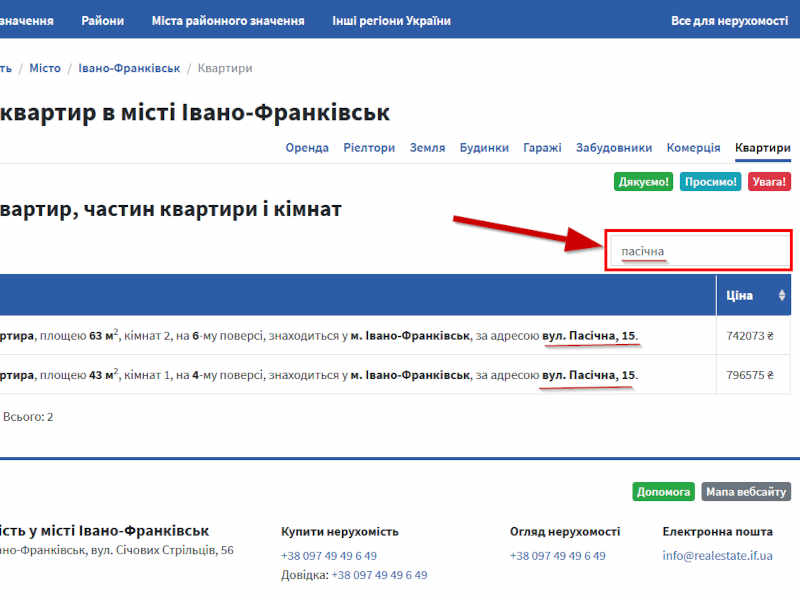 значення Райони Міста районного значення Інші регіони України Все для нерухомості
ть / Місто / Івано-Франківськ / Квартири
квартир в місті Івано-Франківськ
Оренда Ріелтори Земля Будинки Гаражі Забудовники Комерція Квартири
Дякуємо! Просимо! Увага!
вартир, частин квартири і кімнат
пасічна
Ціна
ртира, площею 63 м², кімнат 2, на 6-му поверсі, знаходиться у м. Івано-Франківськ, за адресою вул. Пасічна, 15. 742073 ₴
ртира, площею 43 м², кімнат 1, на 4-му поверсі, знаходиться у м. Івано-Франківськ, за адресою вул. Пасічна, 15. 796575 ₴
Всього: 2
Допомога Мапа вебсайту
ість у місті Івано-Франківськ Купити нерухомість Огляд нерухомості Електронна пошта
ано-Франківськ, вул. Січових Стрільців, 56 +38 097 49 49 6 49 +38 097 49 49 6 49 info@realestate.if.ua
Довідка: +38 097 49 49 6 49